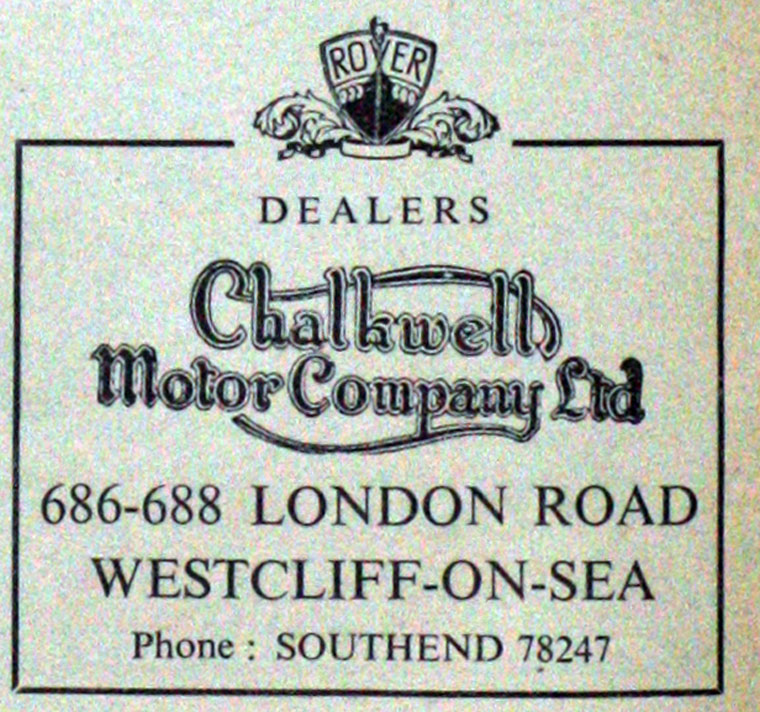 ROVER
DEALERS
Chalkwell
Motor Company Ltd
686-688 LONDON ROAD
WESTCLIFF-ON-SEA
Phone : SOUTHEND 78247